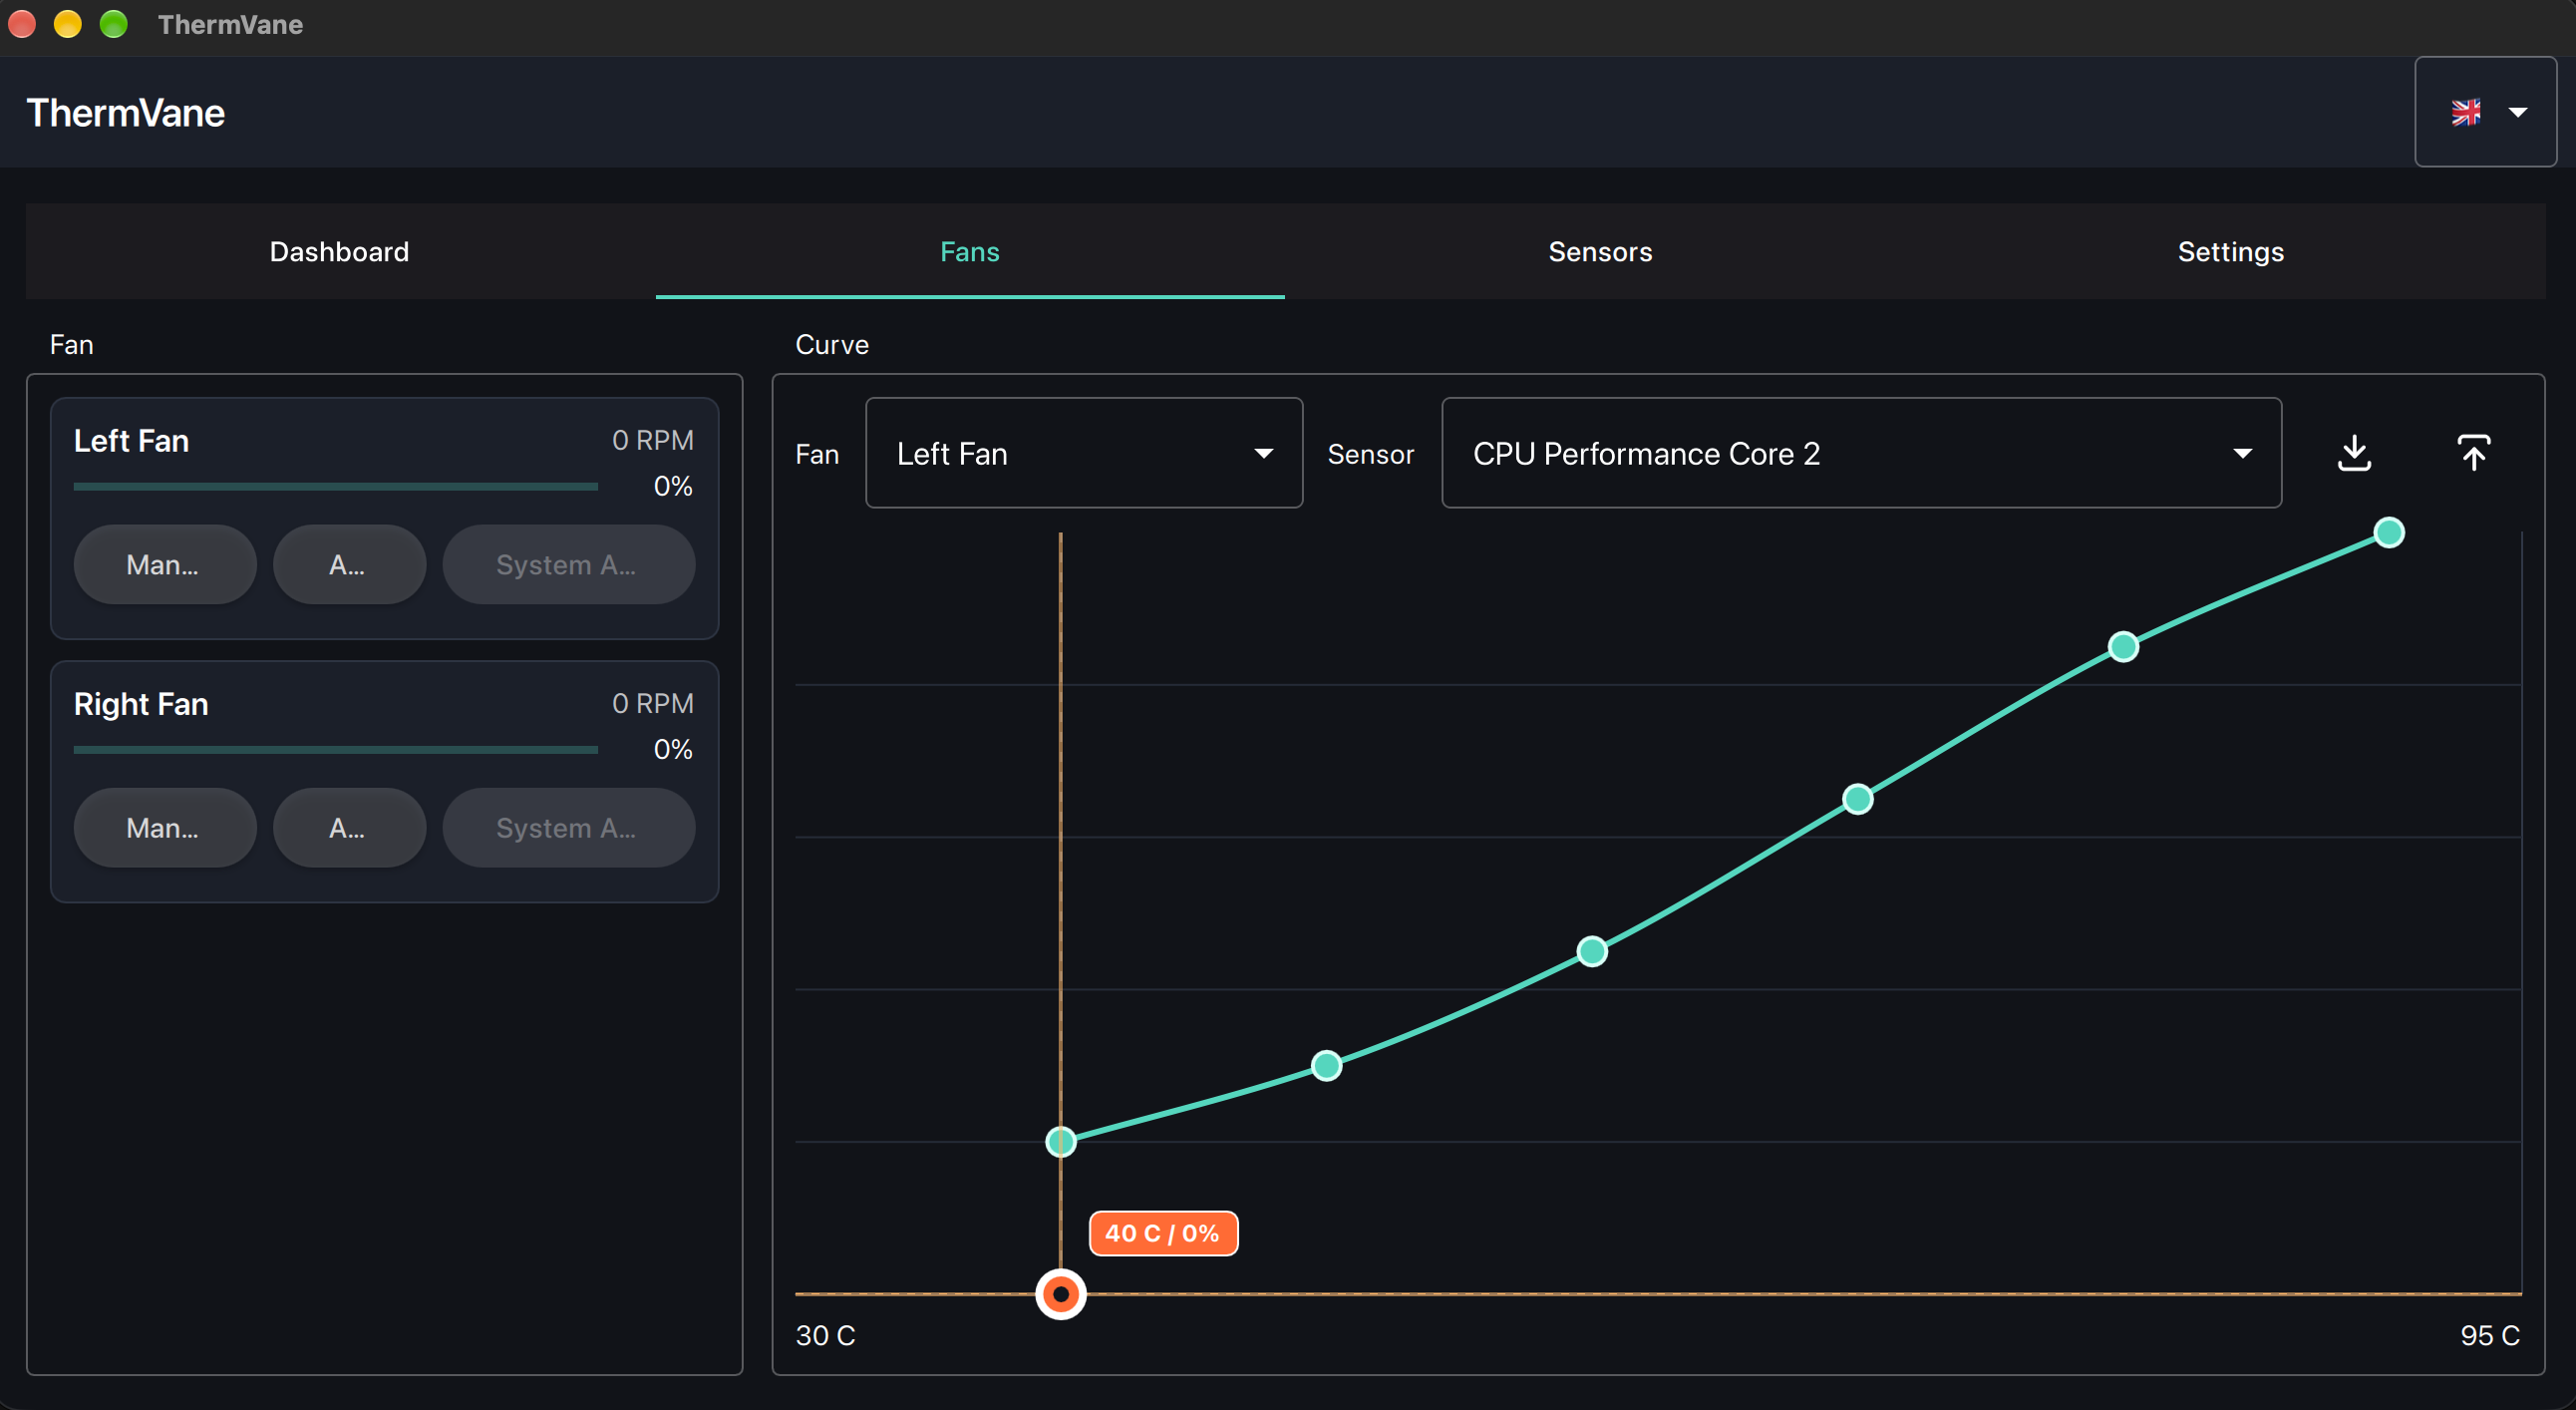 ThermVane
ThermVane
Dashboard
Fans
Sensors
Settings
Fan
Left Fan
0 RPM
0%
Man...
A...
System A...
Right Fan
0 RPM
0%
Man...
A...
System A...
Curve
Fan
Left Fan
Sensor
CPU Performance Core 2
40 C / 0%
30 C
95 C